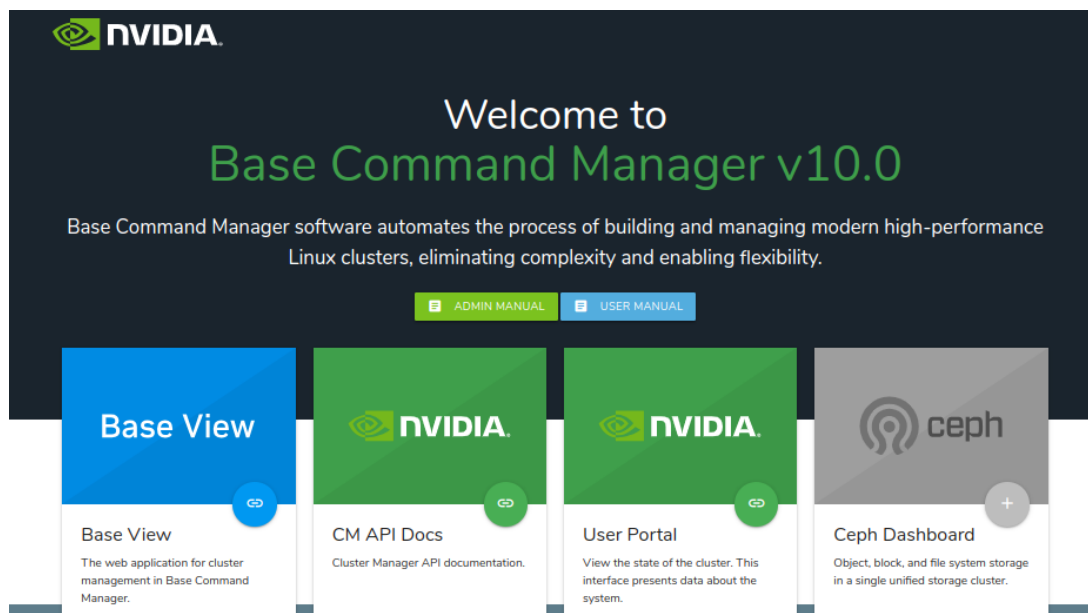 NVIDIA.
Welcome to
Base Command Manager v10.0
Base Command Manager software automates the process of building and managing modern high-performance
Linux clusters, eliminating complexity and enabling flexibility.
ADMIN MANUAL
USER MANUAL
Base View
Base View
The web application for cluster
management in Base Command
Manager.
NVIDIA.
CM API Docs
Cluster Manager API documentation.
NVIDIA.
User Portal
View the state of the cluster. This
interface presents data about the
system.
ceph
Ceph Dashboard
Object, block, and file system storage
in a single unified storage cluster.